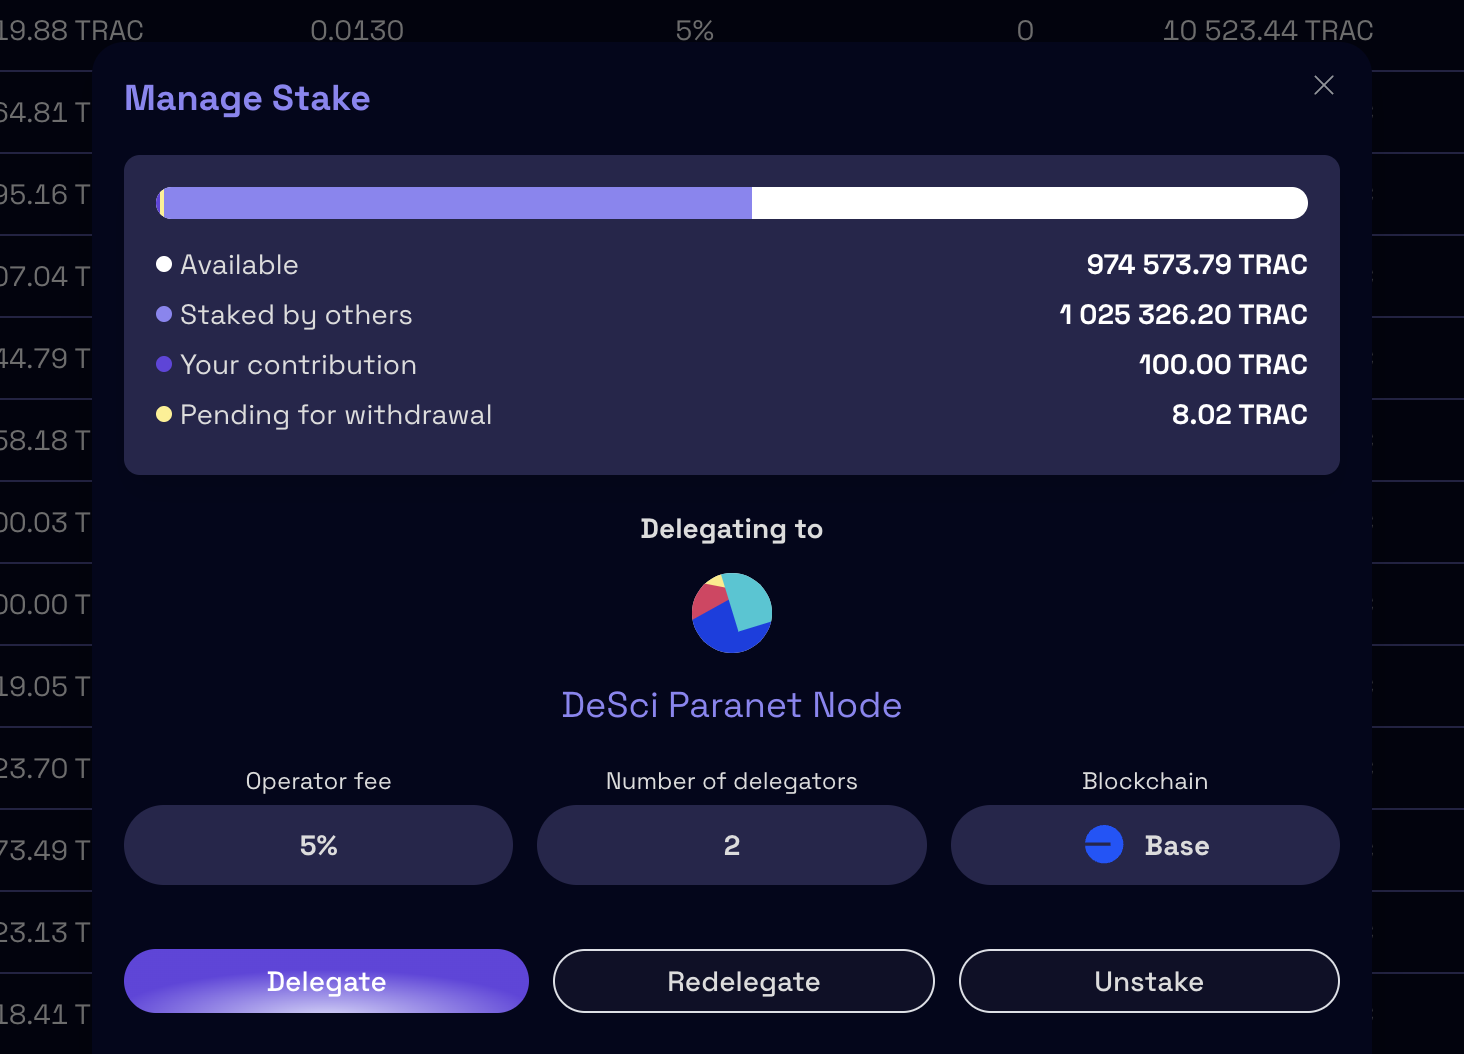 19.88 TRAC 0.0130 5% 0 10 523.44 TRAC
Manage Stake
64.81 T
95.16 T
Available 974 573.79 TRAC
07.04 T
Staked by others 1 025 326.20 TRAC
44.79 T
Your contribution 100.00 TRAC
Pending for withdrawal 8.02 TRAC
58.18 T
00.03 T
Delegating to
00.00 T
19.05 T
DeSci Paranet Node
23.70 T
Operator fee Number of delegators Blockchain
73.49 T
5% 2 Base
23.13 T
Delegate Redelegate Unstake
18.41 T